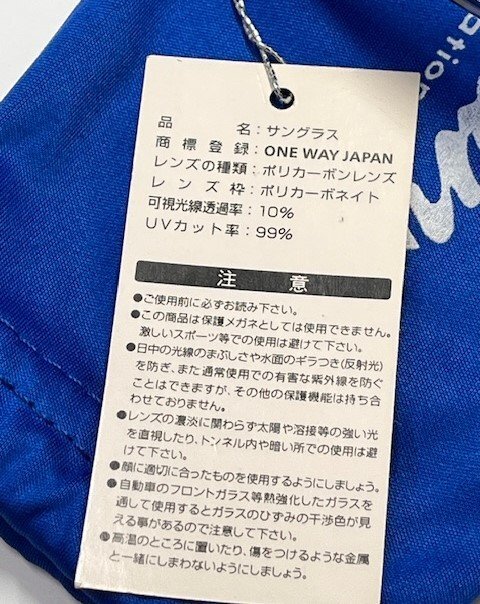 品名：サングラス
商標登録：ONE WAY JAPAN
レンズの種類：ポリカーボンレンズ
レンズ枠：ポリカーボネイト
可視光線透過率：10%
UVカット率：99%
注意
●ご使用前に必ずお読み下さい。
●この商品は保護メガネとしては使用できません。
激しいスポーツ等での使用は避けて下さい。
●日中の光線のまぶしさや水面のギラつき(反射光)
を防ぎ、また通常使用での有害な紫外線を防ぐ
ことはできますが、その他の保護機能は持ち合
わせておりません。
●レンズの濃淡に関わらず太陽や溶接等の強い光
を直視したり、トンネル内や暗い所での使用は避
けて下さい。
●顔に適切に合ったものを使用するようにしましょう。
●自動車のフロントガラス等熱強化したガラスを
通して使用するとガラスのひずみの干渉色が見
える事があるので注意して下さい。
●高温のところに置いたり、傷をつけるような金属
と一緒にしまわないようにしましょう。
ation